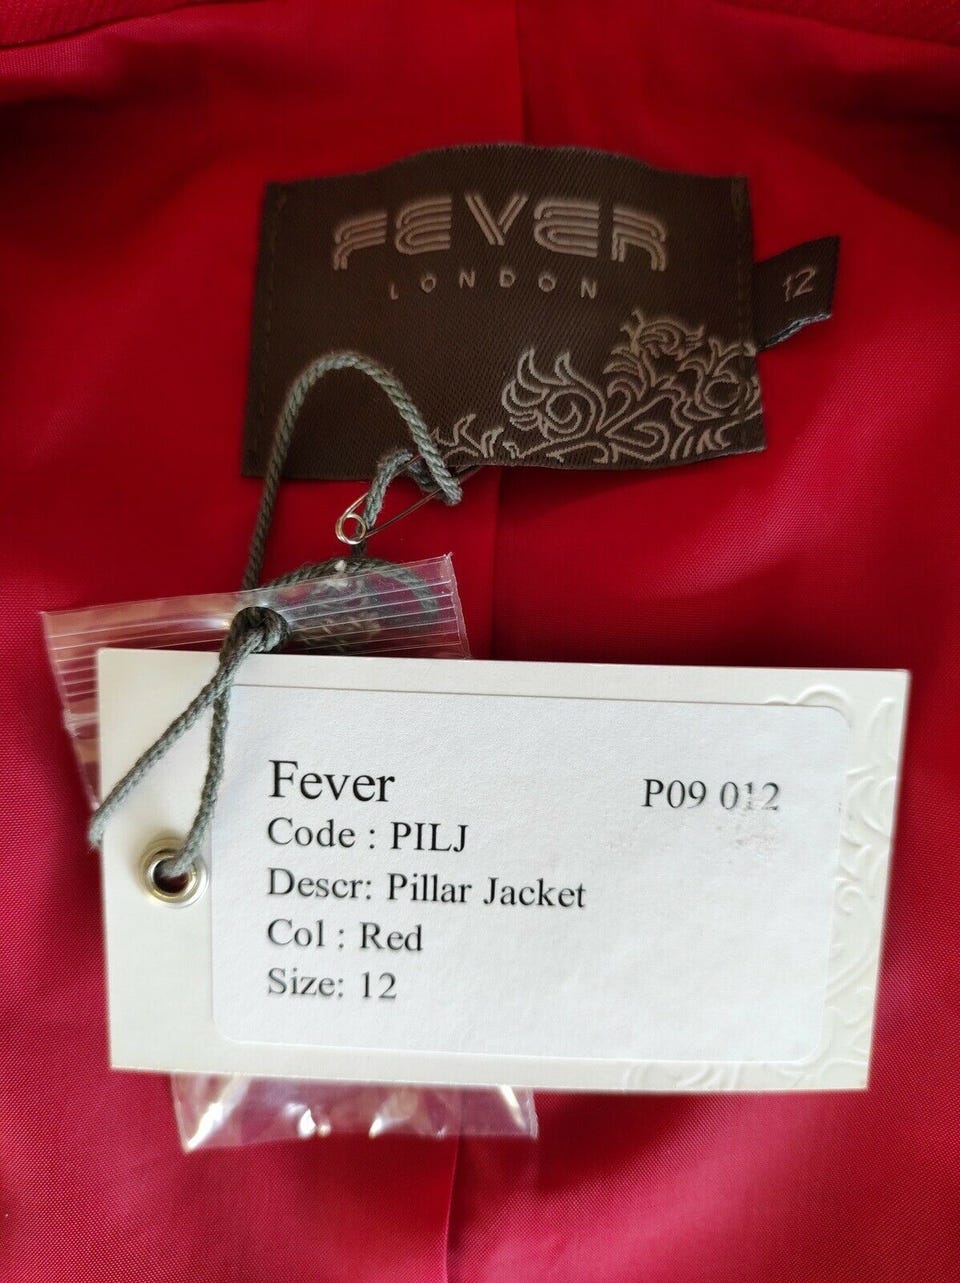 FEVER
LONDON
12
Fever P09 012
Code : PILJ
Descr: Pillar Jacket
Col : Red
Size: 12